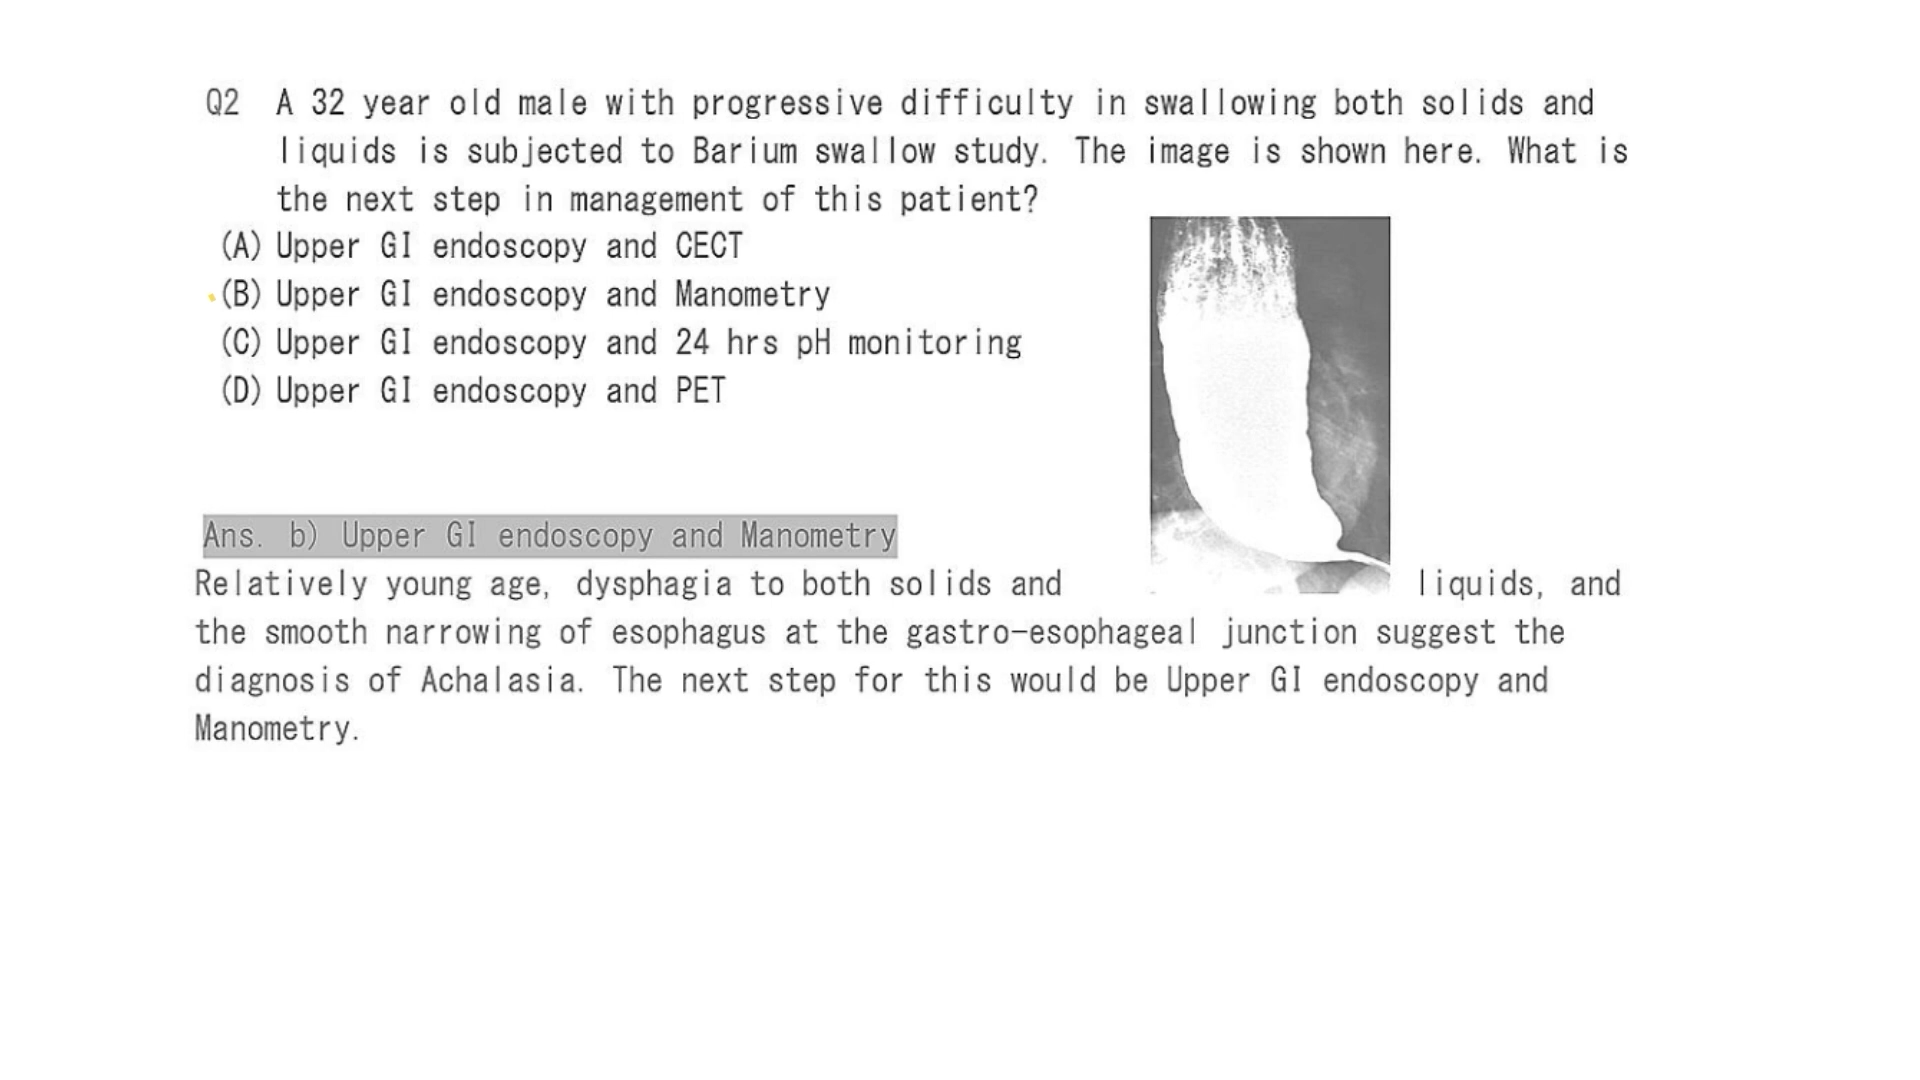 Q2 A 32 year old male with progressive difficulty in swallowing both solids and
liquids is subjected to Barium swallow study. The image is shown here. What is
the next step in management of this patient?
(A) Upper GI endoscopy and CECT
(B) Upper GI endoscopy and Manometry
(C) Upper GI endoscopy and 24 hrs pH monitoring
(D) Upper GI endoscopy and PET
Ans. b) Upper GI endoscopy and Manometry
Relatively young age, dysphagia to both solids and liquids, and
the smooth narrowing of esophagus at the gastro-esophageal junction suggest the
diagnosis of Achalasia. The next step for this would be Upper GI endoscopy and
Manometry.